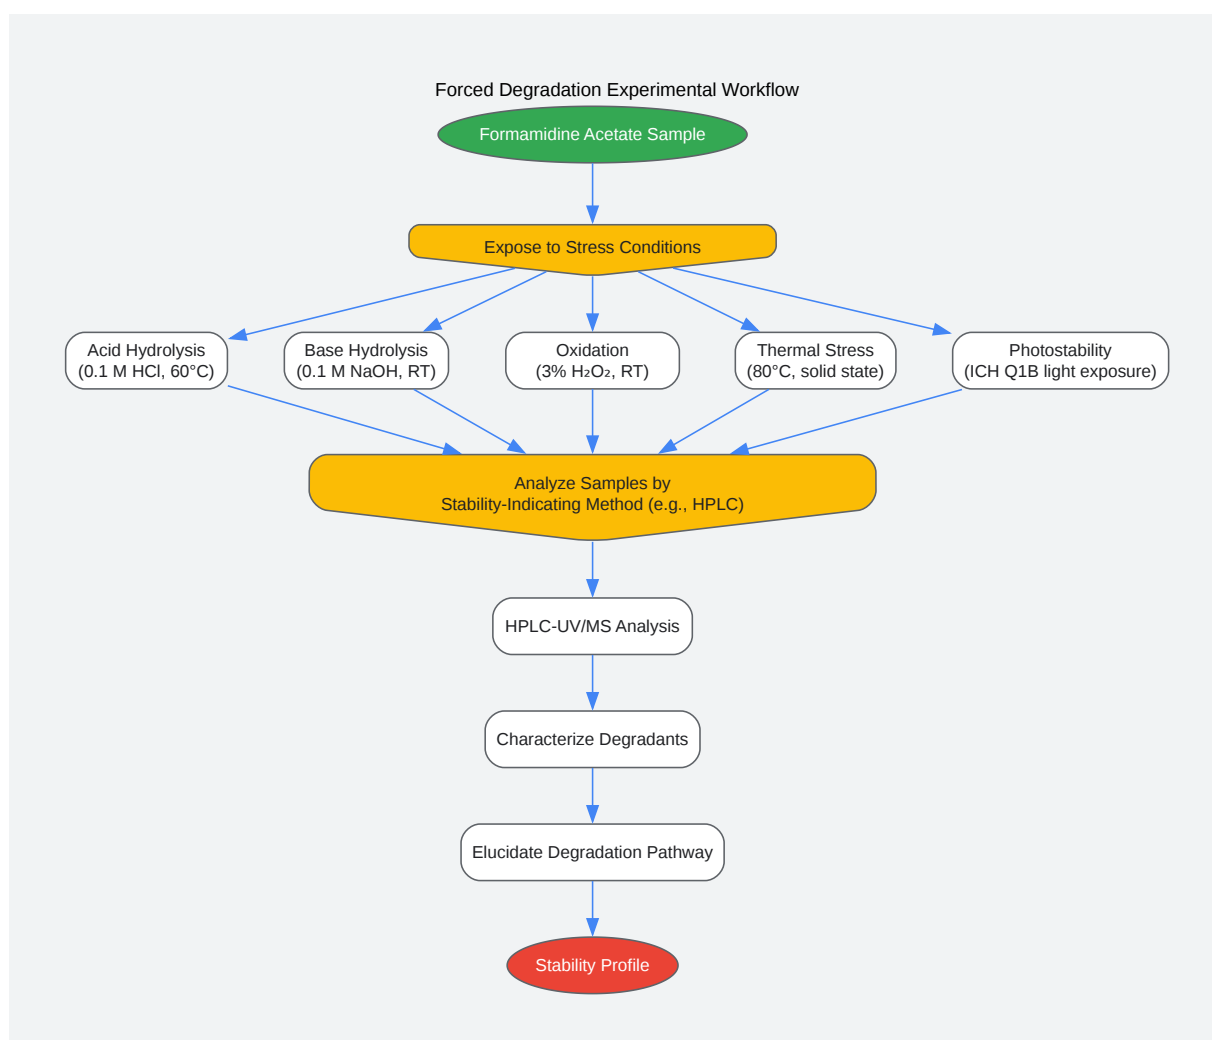 Forced Degradation Experimental Workflow
Formamidine Acetate Sample
Expose to Stress Conditions
Acid Hydrolysis
(0.1 M HCl, 60°C)
Base Hydrolysis
(0.1 M NaOH, RT)
Oxidation
(3% H₂O₂, RT)
Thermal Stress
(80°C, solid state)
Photostability
(ICH Q1B light exposure)
Analyze Samples by
Stability-Indicating Method (e.g., HPLC)
HPLC-UV/MS Analysis
Characterize Degradants
Elucidate Degradation Pathway
Stability Profile